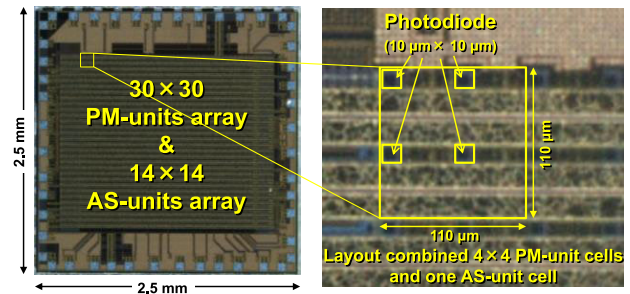 30×30
PM-units array
&
14×14
AS-units array
2.5 mm
2.5 mm
Photodiode
(10 μm× 10 μm)
110 μm
110 μm
Layout combined 4×4 PM-unit cells
and one AS-unit cell